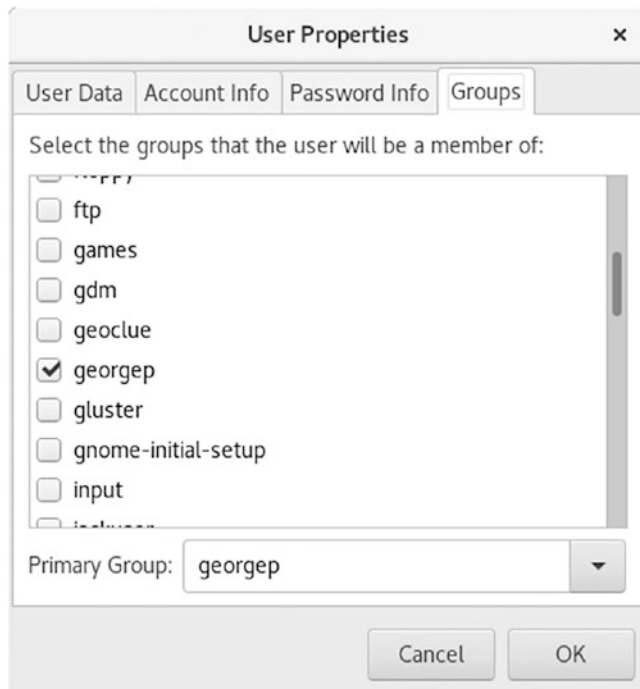 User Properties
User Data Account Info Password Info Groups
Select the groups that the user will be a member of:
ftp
games
gdm
geoclue
georgep
gluster
gnome-initial-setup
input
Primary Group: georgep
Cancel OK